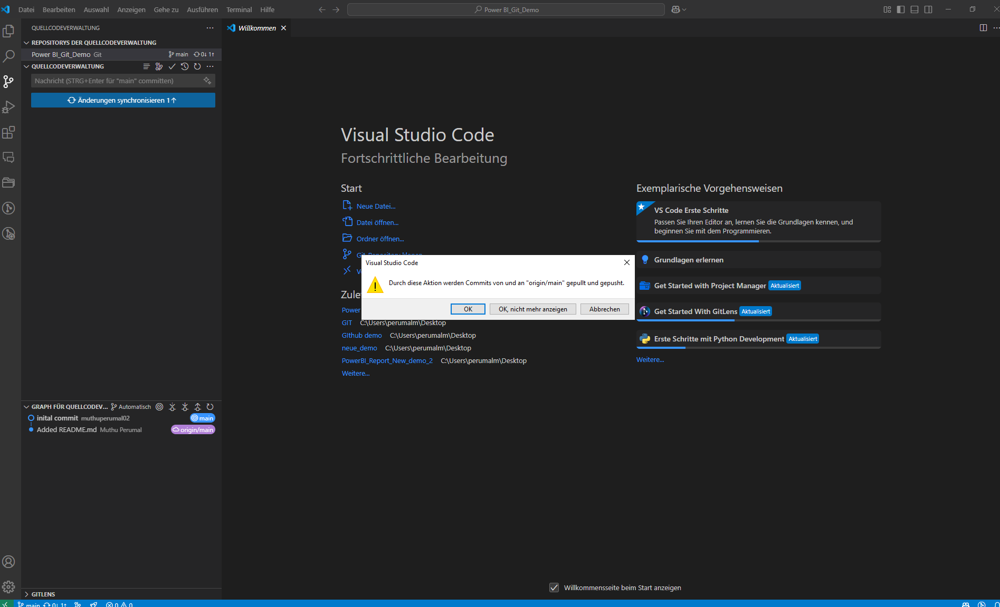 Datei Bearbeiten Auswahl Anzeigen Gehe zu Ausführen Terminal Hilfe
Power BI_Git_Demo
QUELLCODEVERWALTUNG
REPOSITORYS DER QUELLCODEVERWALTUNG
Power BI_Git_Demo Git main 0↓ 1↑
QUELLCODEVERWALTUNG
Nachricht (STRG+Enter für "main" committen)
Änderungen synchronisieren 1↑
Willkommen
Visual Studio Code
Fortschrittliche Bearbeitung
Start
Neue Datei...
Datei öffnen...
Ordner öffnen...
Visual Studio Code
Durch diese Aktion werden Commits von und an "origin/main" gepullt und gepusht.
OK OK, nicht mehr anzeigen Abbrechen
Power
GIT C:\Users\perumalm\Desktop
GIthub demo C:\Users\perumalm\Desktop
neue_demo C:\Users\perumalm\Desktop
PowerBI_Report_New_demo_2 C:\Users\perumalm\Desktop
Weitere...
Exemplarische Vorgehensweisen
VS Code Erste Schritte
Passen Sie Ihren Editor an, lernen Sie die Grundlagen kennen, und
beginnen Sie mit dem Programmieren.
Grundlagen erlernen
Get Started with Project Manager Aktualisiert
Get Started With GitLens Aktualisiert
Erste Schritte mit Python Development Aktualisiert
Weitere...
GRAPH FÜR QUELLCODEV... Automatisch
inital commit muthuperumal02 main
Added README.md Muthu Perumal origin/main
Willkommensseite beim Start anzeigen
GITLENS
main 0↓ 1↑ 0 0